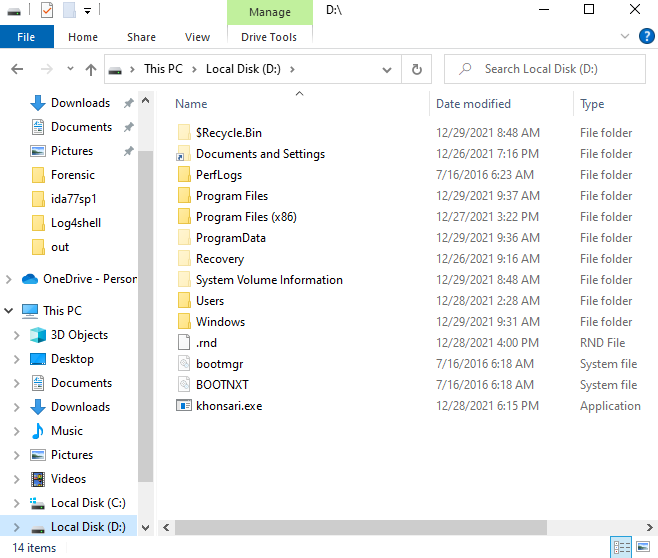 Manage
D:\
File
Home
Share
View
Drive Tools
This PC
Local Disk (D:)
Search Local Disk (D:)
Downloads
Documents
Pictures
Forensic
ida77sp1
Log4shell
out
OneDrive - Person
This PC
3D Objects
Desktop
Documents
Downloads
Music
Pictures
Videos
Local Disk (C:)
Local Disk (D:)
Name Date modified Type
$Recycle.Bin 12/29/2021 8:48 AM File folder
Documents and Settings 12/26/2021 7:16 PM File folder
PerfLogs 7/16/2016 6:23 AM File folder
Program Files 12/29/2021 9:37 AM File folder
Program Files (x86) 12/27/2021 3:22 PM File folder
ProgramData 12/29/2021 9:36 AM File folder
Recovery 12/26/2021 9:16 AM File folder
System Volume Information 12/29/2021 8:48 AM File folder
Users 12/28/2021 2:28 AM File folder
Windows 12/29/2021 9:31 AM File folder
.rnd 12/28/2021 4:00 PM RND File
bootmgr 7/16/2016 6:18 AM System file
BOOTNXT 7/16/2016 6:18 AM System file
khonsari.exe 12/28/2021 6:15 PM Application
14 items